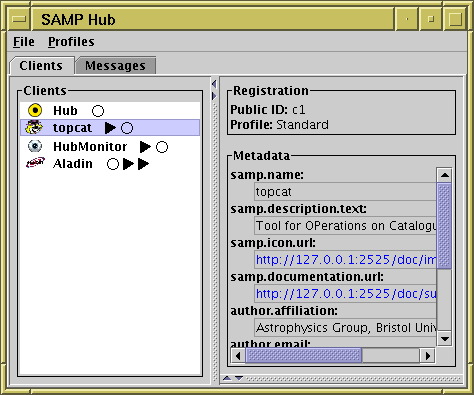 SAMP Hub
File Profiles
Clients Messages
Clients
Hub
topcat
HubMonitor
Aladin
Registration
Public ID: c1
Profile: Standard
Metadata
samp.name:
topcat
samp.description.text:
Tool for OPerations on Catalogu
samp.icon.url:
http://127.0.0.1:2525/doc/im
samp.documentation.url:
http://127.0.0.1:2525/doc/su
author.affiliation:
Astrophysics Group, Bristol Univ
author.email: